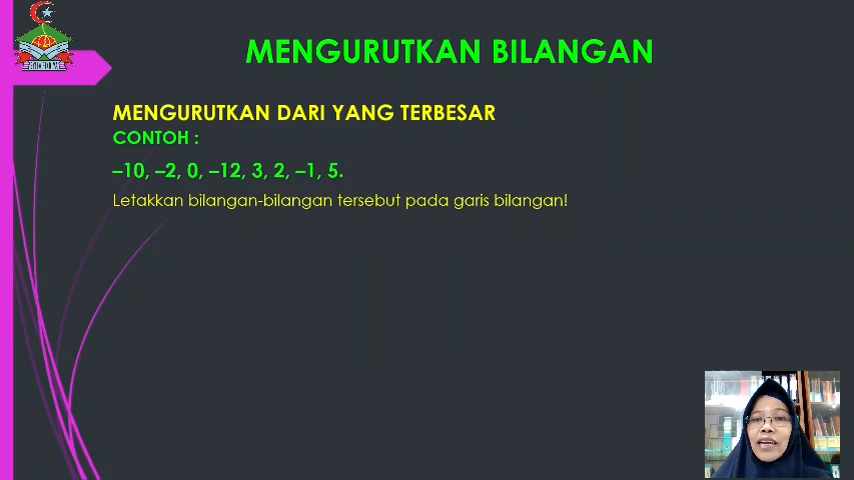 MENGURUTKAN BILANGAN
MENGURUTKAN DARI YANG TERBESAR
CONTOH :
–10, –2, 0, –12, 3, 2, –1, 5.
Letakkan bilangan-bilangan tersebut pada garis bilangan!